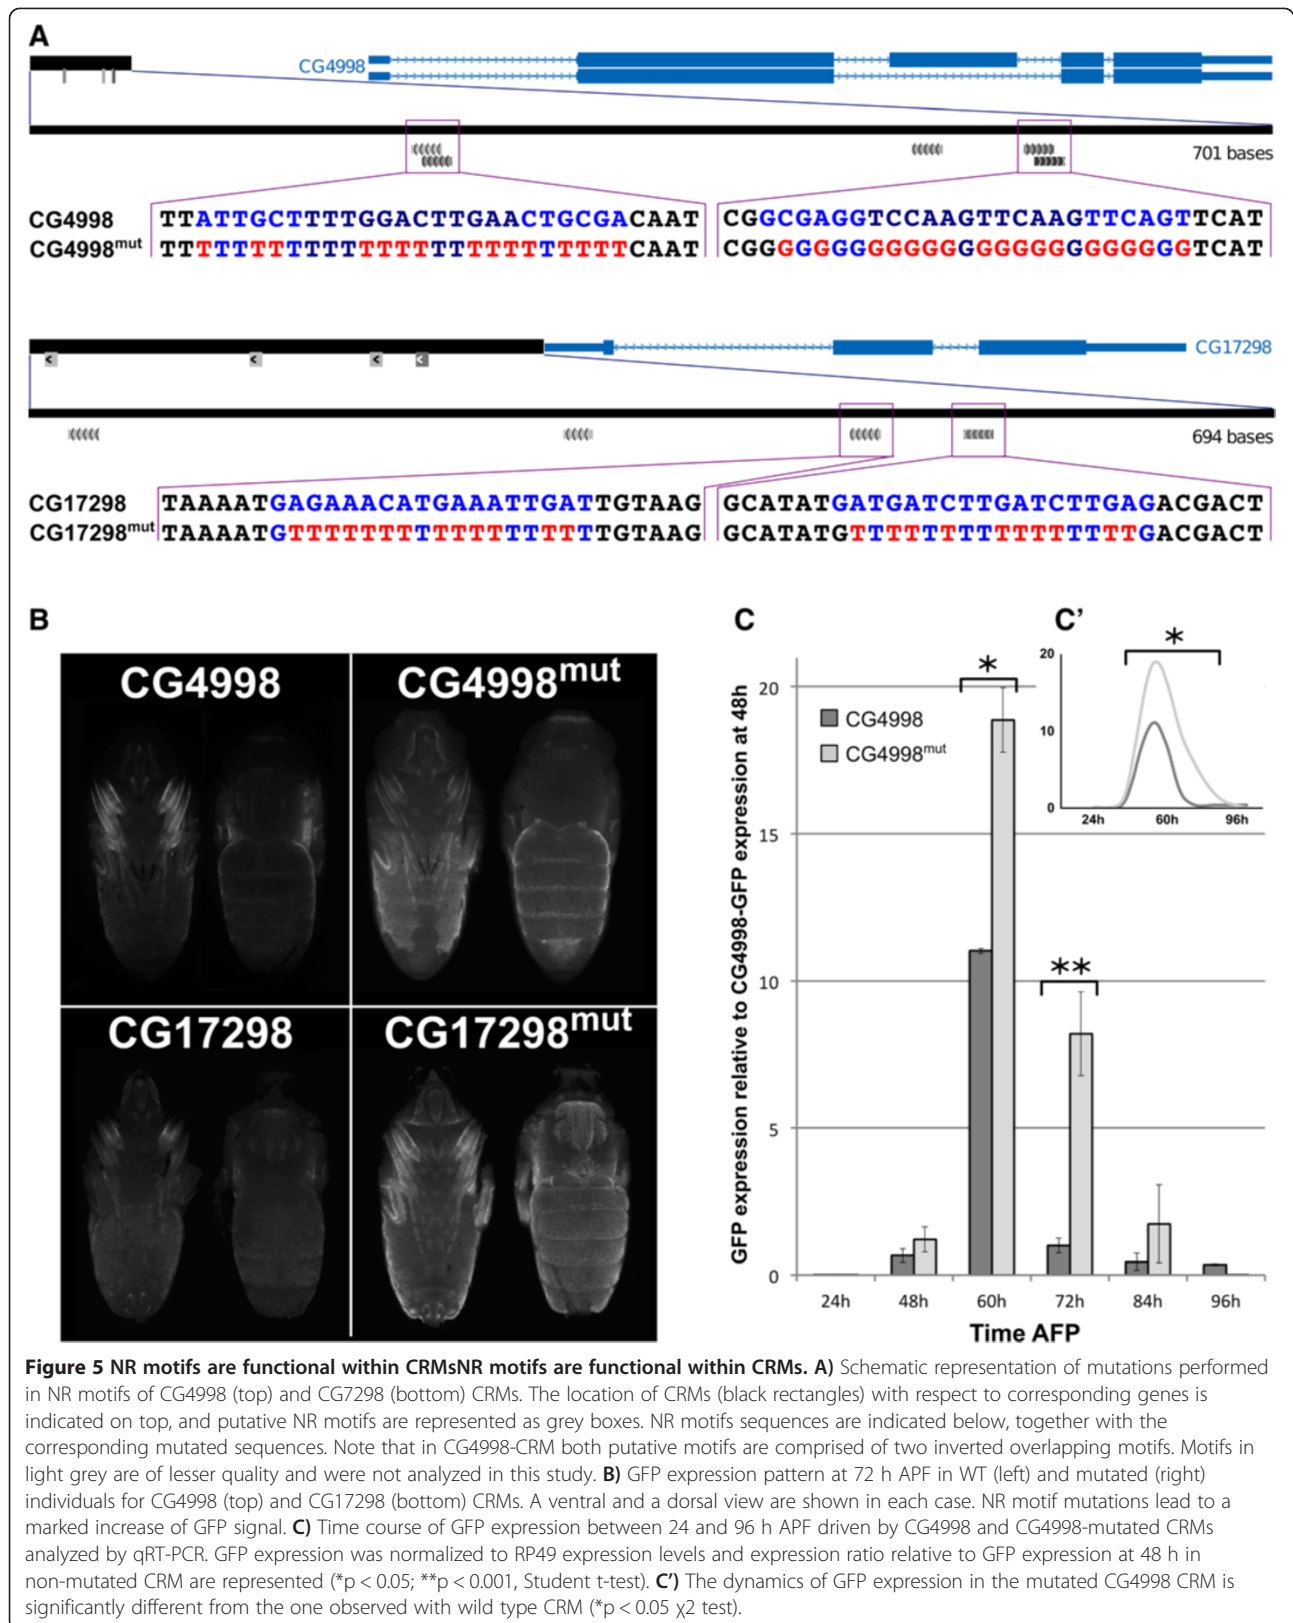 A
CG4998
701 bases
CG4998 TTATTGCTTTTGGACTTGAACTGCGACAAT CGGCGAGGTCCAAGTTCAAGTTCAGTTCAT
CG4998mut TTTTTTTTTTTTTTTTTTTTTTTTTTCAAT CGGGGGGGGGGGGGGGGGGGGGGGGGTCAT
CG17298
694 bases
CG17298 TAAAATGAGAAACATGAAATTGATTGTAAG GCATATGATGATCTTGATCTTGAGACGACT
CG17298mut TAAAATGTTTTTTTTTTTTTTTTTTGTAAG GCATATGTTTTTTTTTTTTTTTTGACGACT
B
CG4998 CG4998mut
CG17298 CG17298mut
C
GFP expression relative to CG4998-GFP expression at 48h
20
15
10
5
0
CG4998
CG4998mut
*
**
24h 48h 60h 72h 84h 96h
Time AFP
C'
*
20
10
0
24h 60h 96h
Figure 5 NR motifs are functional within CRMsNR motifs are functional within CRMs. A) Schematic representation of mutations performed
in NR motifs of CG4998 (top) and CG7298 (bottom) CRMs. The location of CRMs (black rectangles) with respect to corresponding genes is
indicated on top, and putative NR motifs are represented as grey boxes. NR motifs sequences are indicated below, together with the
corresponding mutated sequences. Note that in CG4998-CRM both putative motifs are comprised of two inverted overlapping motifs. Motifs in
light grey are of lesser quality and were not analyzed in this study. B) GFP expression pattern at 72 h APF in WT (left) and mutated (right)
individuals for CG4998 (top) and CG17298 (bottom) CRMs. A ventral and a dorsal view are shown in each case. NR motif mutations lead to a
marked increase of GFP signal. C) Time course of GFP expression between 24 and 96 h APF driven by CG4998 and CG4998-mutated CRMs
analyzed by qRT-PCR. GFP expression was normalized to RP49 expression levels and expression ratio relative to GFP expression at 48 h in
non-mutated CRM are represented (*p < 0.05; **p < 0.001, Student t-test). C') The dynamics of GFP expression in the mutated CG4998 CRM is
significantly different from the one observed with wild type CRM (*p < 0.05 χ2 test).